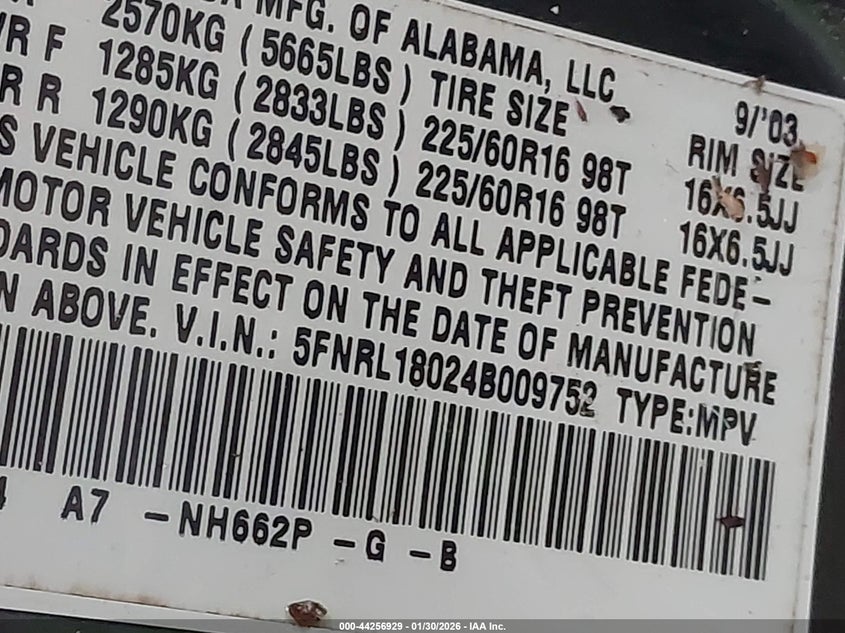 MFG. OF ALABAMA, LLC 9/'03
2570KG ( 5665LBS ) TIRE SIZE RIM SIZE
F 1285KG ( 2833LBS ) 225/60R16 98T 16X6.5JJ
R 1290KG ( 2845LBS ) 225/60R16 98T 16X6.5JJ
S VEHICLE CONFORMS TO ALL APPLICABLE FEDE-
MOTOR VEHICLE SAFETY AND THEFT PREVENTION
DARDS IN EFFECT ON THE DATE OF MANUFACTURE
N ABOVE. V.I.N.: 5FNRL18024B009752 TYPE:MPV
A7 -NH662P -G -B
000-44256929 - 01/30/2026 - IAA Inc.